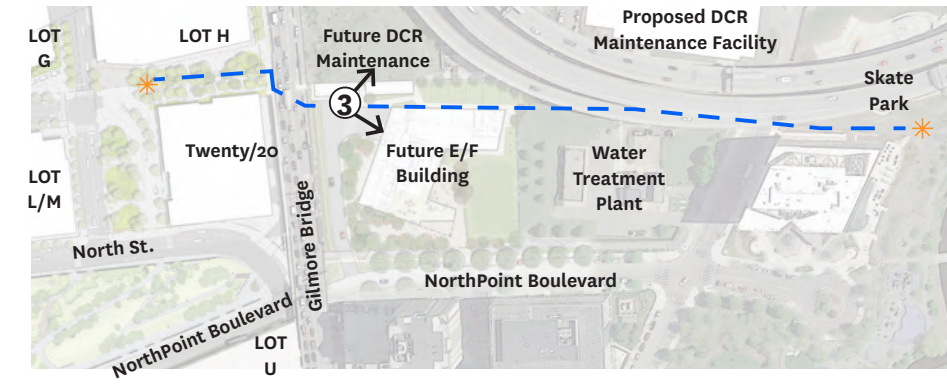 LOT
G
LOT H
Future DCR
Maintenance
Proposed DCR
Maintenance Facility
Skate
Park
3
Twenty/20
Future E/F
Building
Water
Treatment
Plant
LOT
L/M
North St.
Gilmore Bridge
NorthPoint Boulevard
NorthPoint Boulevard
LOT
U